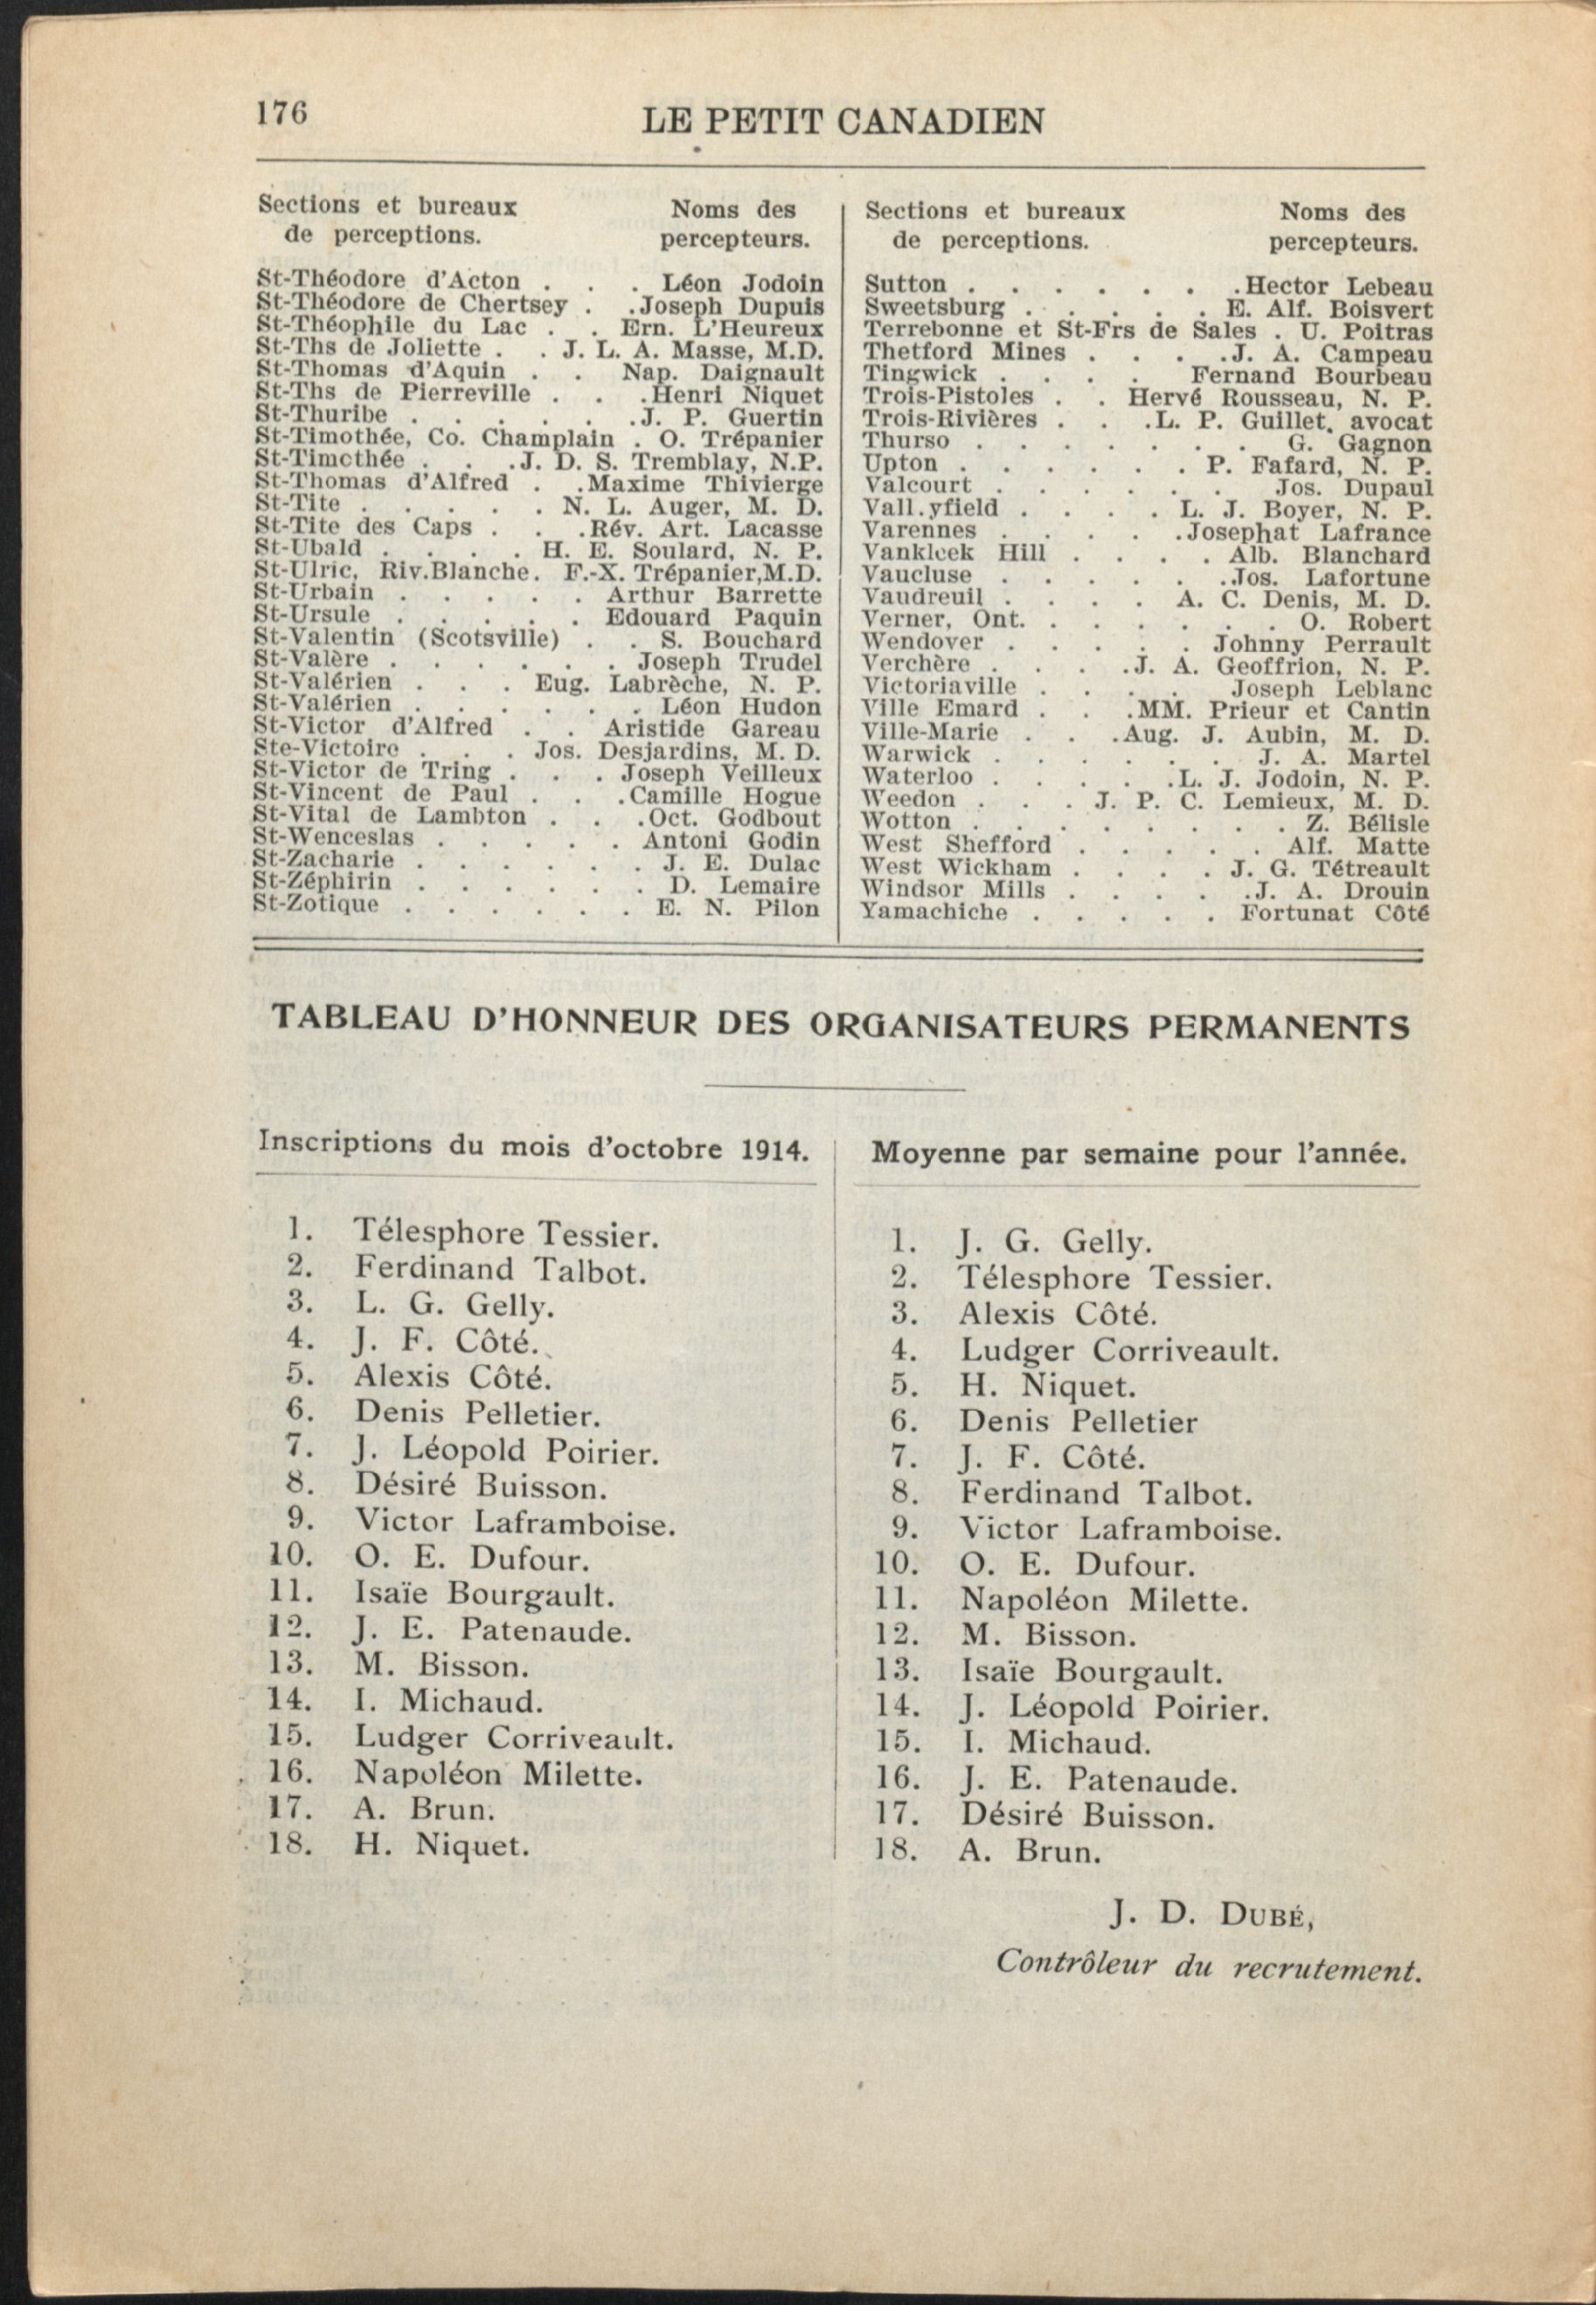 176
LE PETIT CANADIEN
Sections et bureaux Noms des
de perceptions. percepteurs.
St-Théodore d'Acton . . . Léon Jodoin
St-Théodore de Chertsey . . Joseph Dupuis
St-Théophile du Lac . . Ern. L'Heureux
St-Ths de Joliette . . J. L. A. Masse, M.D.
St-Thomas d'Aquin . . Nap. Daignault
St-Ths de Pierreville . . . Henri Niquet
St-Thuribe . . . . . . J. P. Guertin
St-Timothée, Co. Champlain . O. Trépanier
St-Timothée . . . J. D. S. Tremblay, N.P.
St-Thomas d'Alfred . . Maxime Thivierge
St-Tite . . . . . N. L. Auger, M. D.
St-Tite des Caps . . . Rév. Art. Lacasse
St-Ubald . . . . H. E. Soulard, N. P.
St-Ulric, Riv.Blanche. F.-X. Trépanier,M.D.
St-Urbain . . . . . Arthur Barrette
St-Ursule . . . . . Edouard Paquin
St-Valentin (Scotsville) . . S. Bouchard
St-Valère . . . . . . Joseph Trudel
St-Valérien . . . Eug. Labrèche, N. P.
St-Valérien . . . . . . Léon Hudon
St-Victor d'Alfred . . Aristide Gareau
Ste-Victoire . . . Jos. Desjardins, M. D.
St-Victor de Tring . . . Joseph Veilleux
St-Vincent de Paul . . . Camille Hogue
St-Vital de Lambton . . . Oct. Godbout
St-Wenceslas . . . . . Antoni Godin
St-Zacharie . . . . . . J. E. Dulac
St-Zéphirin . . . . . . D. Lemaire
St-Zotique . . . . . . E. N. Pilon
Sections et bureaux Noms des
de perceptions. percepteurs.
Sutton . . . . . . . Hector Lebeau
Sweetsburg . . . . . E. Alf. Boisvert
Terrebonne et St-Frs de Sales . U. Poitras
Thetford Mines . . . . J. A. Campeau
Tingwick . . . . Fernand Bourbeau
Trois-Pistoles . . Hervé Rousseau, N. P.
Trois-Rivières . . . L. P. Guillet, avocat
Thurso . . . . . . . G. Gagnon
Upton . . . . . . P. Fafard, N. P.
Valcourt . . . . . . Jos. Dupaul
Vall.yfield . . . . L. J. Boyer, N. P.
Varennes . . . . . Josephat Lafrance
Vankleek Hill . . . . Alb. Blanchard
Vaucluse . . . . . . Jos. Lafortune
Vaudreuil . . . . A. C. Denis, M. D.
Verner, Ont. . . . . . . O. Robert
Wendover . . . . . Johnny Perrault
Verchère . . . . J. A. Geoffrion, N. P.
Victoriaville . . . . Joseph Leblanc
Ville Emard . . . MM. Prieur et Cantin
Ville-Marie . . . Aug. J. Aubin, M. D.
Warwick . . . . . . . J. A. Martel
Waterloo . . . . . L. J. Jodoin, N. P.
Weedon . . . J. P. C. Lemieux, M. D.
Wotton . . . . . . . . Z. Bélisle
West Shefford . . . . . Alf. Matte
West Wickham . . . . J. G. Tétreault
Windsor Mills . . . . . J. A. Drouin
Yamachiche . . . . . Fortunat Côté
TABLEAU D'HONNEUR DES ORGANISATEURS PERMANENTS
Inscriptions du mois d'octobre 1914.
1. Télesphore Tessier.
2. Ferdinand Talbot.
3. L. G. Gelly.
4. J. F. Côté.
5. Alexis Côté.
6. Denis Pelletier.
7. J. Léopold Poirier.
8. Désiré Buisson.
9. Victor Laframboise.
10. O. E. Dufour.
11. Isaïe Bourgault.
12. J. E. Patenaude.
13. M. Bisson.
14. I. Michaud.
15. Ludger Corriveault.
16. Napoléon Milette.
17. A. Brun.
18. H. Niquet.
Moyenne par semaine pour l'année.
1. J. G. Gelly.
2. Télesphore Tessier.
3. Alexis Côté.
4. Ludger Corriveault.
5. H. Niquet.
6. Denis Pelletier
7. J. F. Côté.
8. Ferdinand Talbot.
9. Victor Laframboise.
10. O. E. Dufour.
11. Napoléon Milette.
12. M. Bisson.
13. Isaïe Bourgault.
14. J. Léopold Poirier.
15. I. Michaud.
16. J. E. Patenaude.
17. Désiré Buisson.
18. A. Brun.
J. D. DUBÉ,
Contrôleur du recrutement.